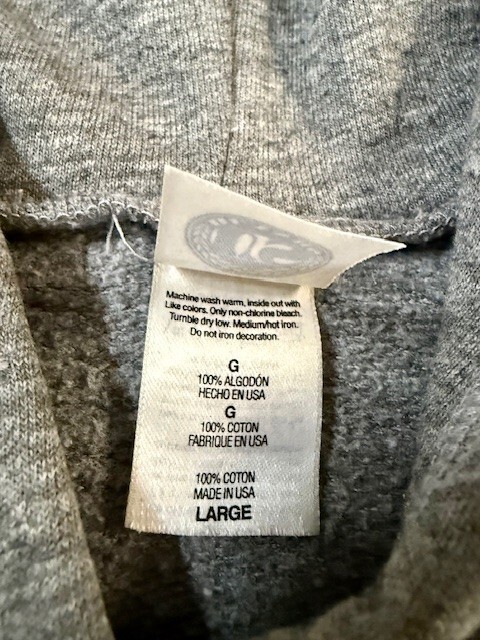 Machine wash warm, inside out with
Like colors. Only non-chlorine bleach.
Tumble dry low. Medium/hot iron.
Do not iron decoration.
G
100% ALGODÓN
HECHO EN USA
G
100% COTON
FABRIQUE EN USA
100% COTON
MADE IN USA
LARGE